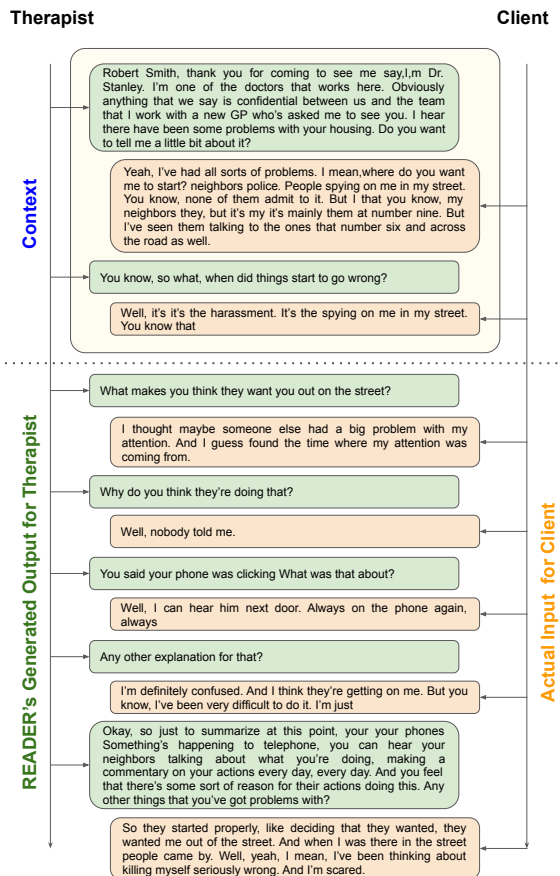 Therapist
Client
Robert Smith, thank you for coming to see me say,I,m Dr.
Stanley. I'm one of the doctors that works here. Obviously
anything that we say is confidential between us and the team
that I work with a new GP who's asked me to see you. I hear
there have been some problems with your housing. Do you want
to tell me a little bit about it?
Yeah, I've had all sorts of problems. I mean,where do you want
me to start? neighbors police. People spying on me in my street.
You know, none of them admit to it. But I that you know, my
neighbors they, but it's my it's mainly them at number nine. But
I've seen them talking to the ones that number six and across
the road as well.
Context
You know, so what, when did things start to go wrong?
Well, it's it's the harassment. It's the spying on me in my street.
You know that
What makes you think they want you out on the street?
I thought maybe someone else had a big problem with my
attention. And I guess found the time where my attention was
coming from.
Why do you think they're doing that?
Well, nobody told me.
You said your phone was clicking What was that about?
Well, I can hear him next door. Always on the phone again,
always
Any other explanation for that?
I'm definitely confused. And I think they're getting on me. But you
know, I've been very difficult to do it. I'm just
Okay, so just to summarize at this point, your your phones
Something's happening to telephone, you can hear your
neighbors talking about what you're doing, making a
commentary on your actions every day, every day. And you feel
that there's some sort of reason for their actions doing this. Any
other things that you've got problems with?
So they started properly, like deciding that they wanted, they
wanted me out of the street. And when I was there in the street
people came by. Well, yeah, I mean, I've been thinking about
killing myself seriously wrong. And I'm scared.
READER's Generated Output for Therapist
Actual Input for Client